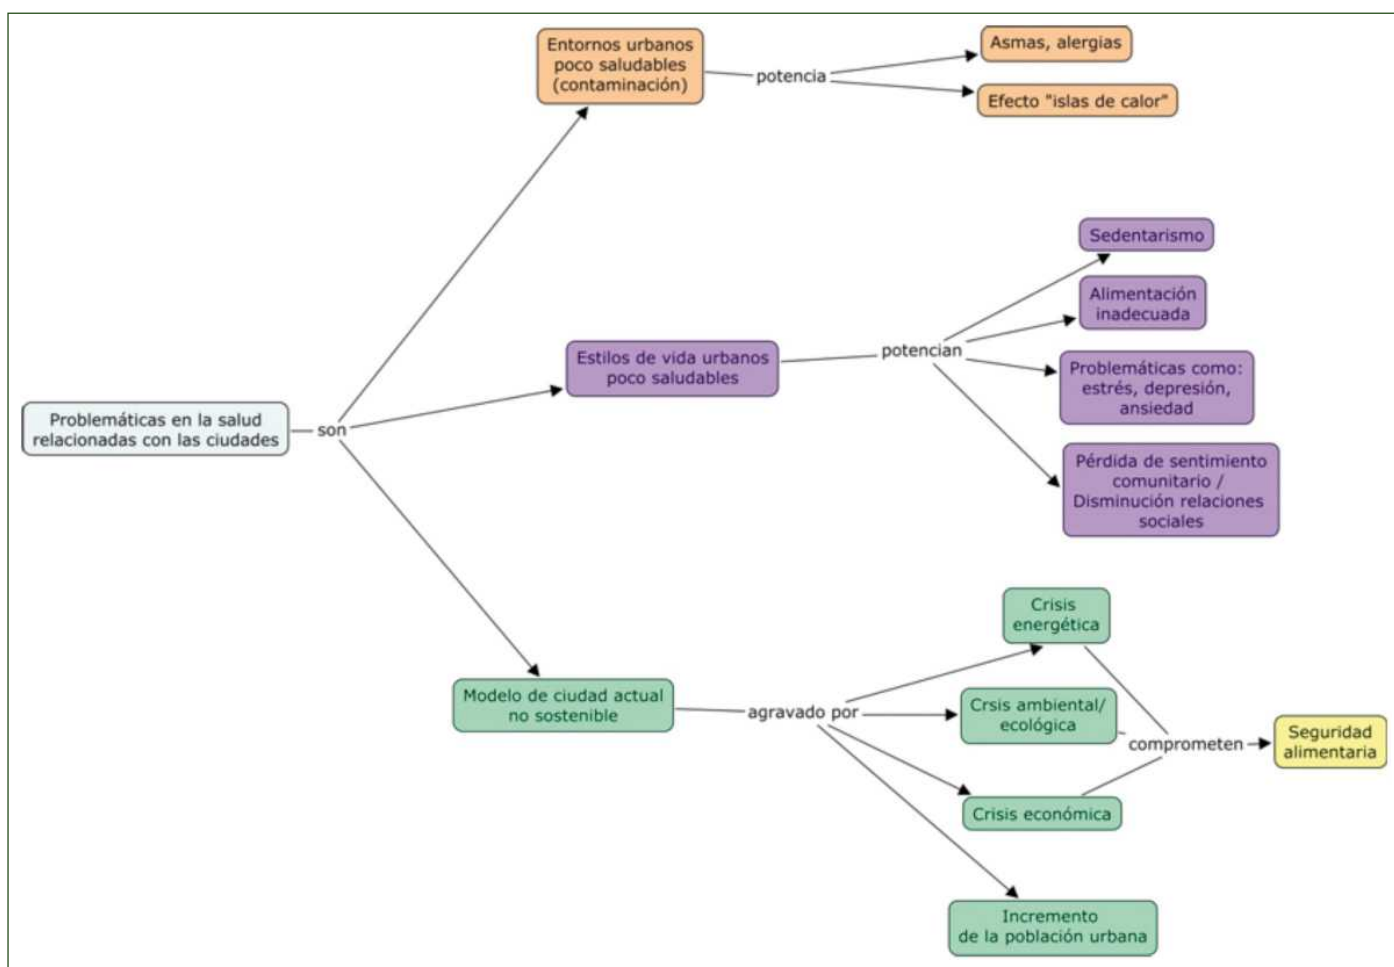 Entornos urbanos
poco saludables
(contaminación)
potencia
Asmas, alergias
Efecto "islas de calor"
Sedentarismo
Alimentación
inadecuada
Estilos de vida urbanos
poco saludables
potencian
Problemáticas como:
estrés, depresión,
ansiedad
Problemáticas en la salud
relacionadas con las ciudades
son
Pérdida de sentimiento
comunitario /
Disminución relaciones
sociales
Crisis
energética
Modelo de ciudad actual
no sostenible
agravado por
Crsis ambiental/
ecológica
comprometen
Seguridad
alimentaria
Crisis económica
Incremento
de la población urbana